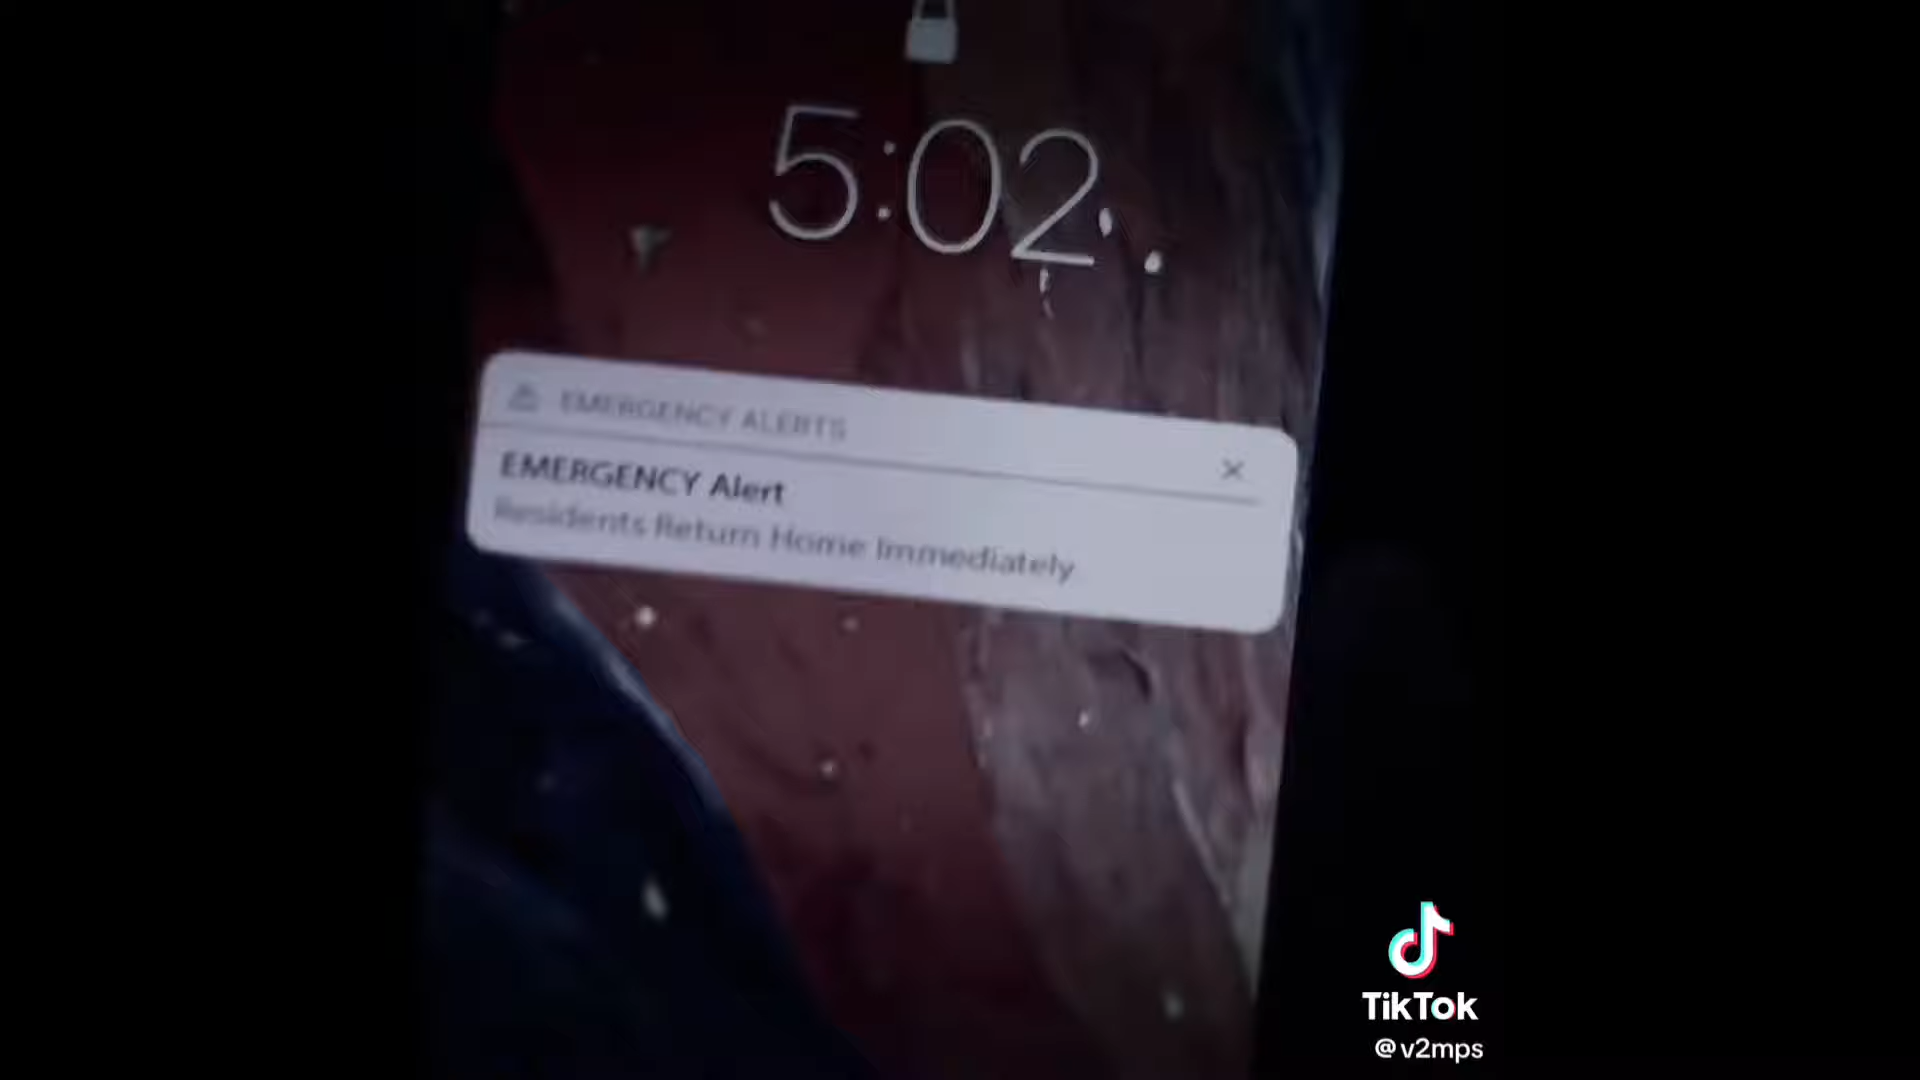 5:02
EMERGENCY ALERTS
EMERGENCY Alert
Residents Return Home Immediately
TikTok
@v2mps